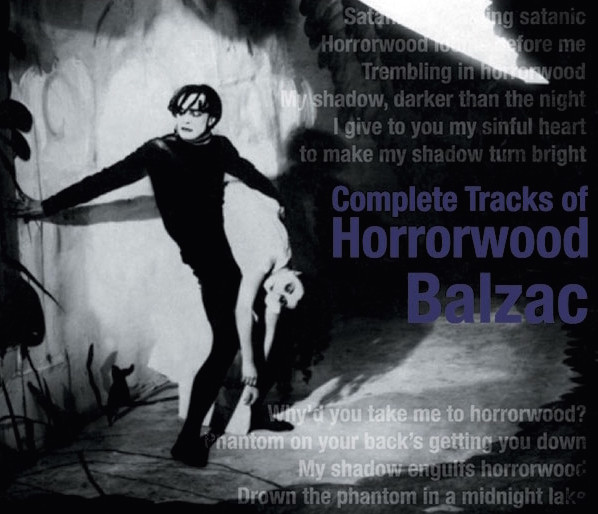 satanic
Horrorwood before me
Trembling in horrorwood
My shadow, darker than the night
I give to you my sinful heart
to make my shadow turn bright
Complete Tracks of
Horrorwood
Balzac
Why'd you take me to horrorwood?
Phantom on your back's getting you down
My shadow engulfs horrorwood
Drown the phantom in a midnight lake